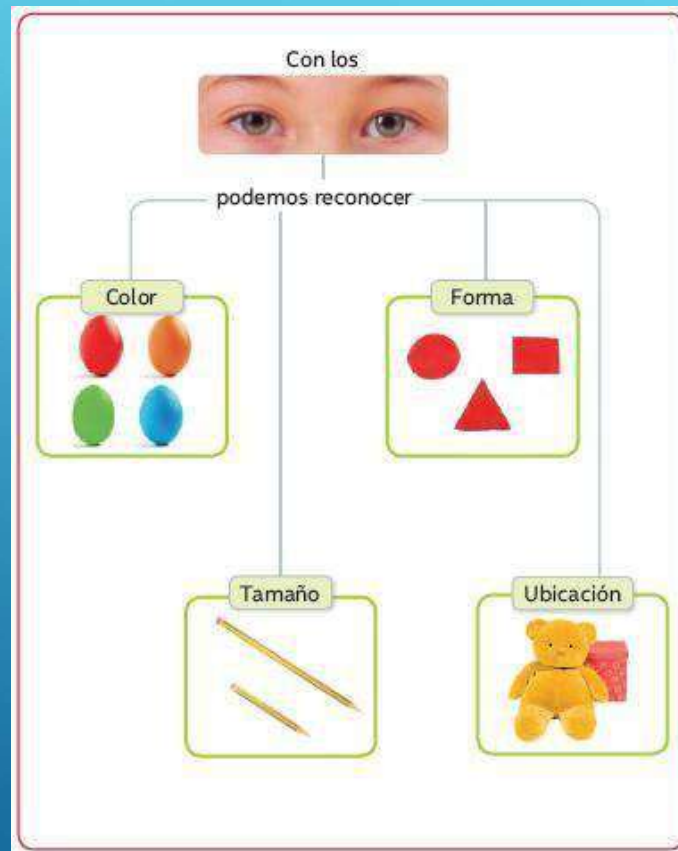 Con los
podemos reconocer
Color
Forma
Tamaño
Ubicación